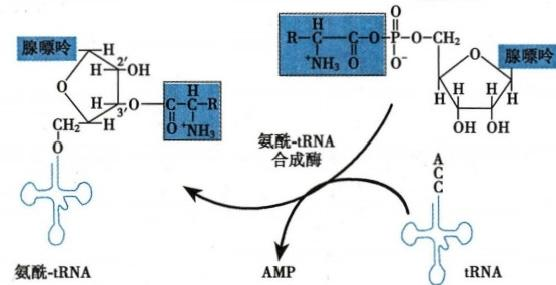 腺嘌呤
H
2′
H
OH
O
H
H
3′
O
C
H
C
R
O
⁺NH₃
CH₂
H
O
氨酰-tRNA
H
R
C
C
O
P
O
CH₂
O
O⁻
⁺NH₃
O
O
腺嘌呤
H
H
H
H
OH
OH
氨酰-tRNA
合成酶
A
C
C
AMP
tRNA